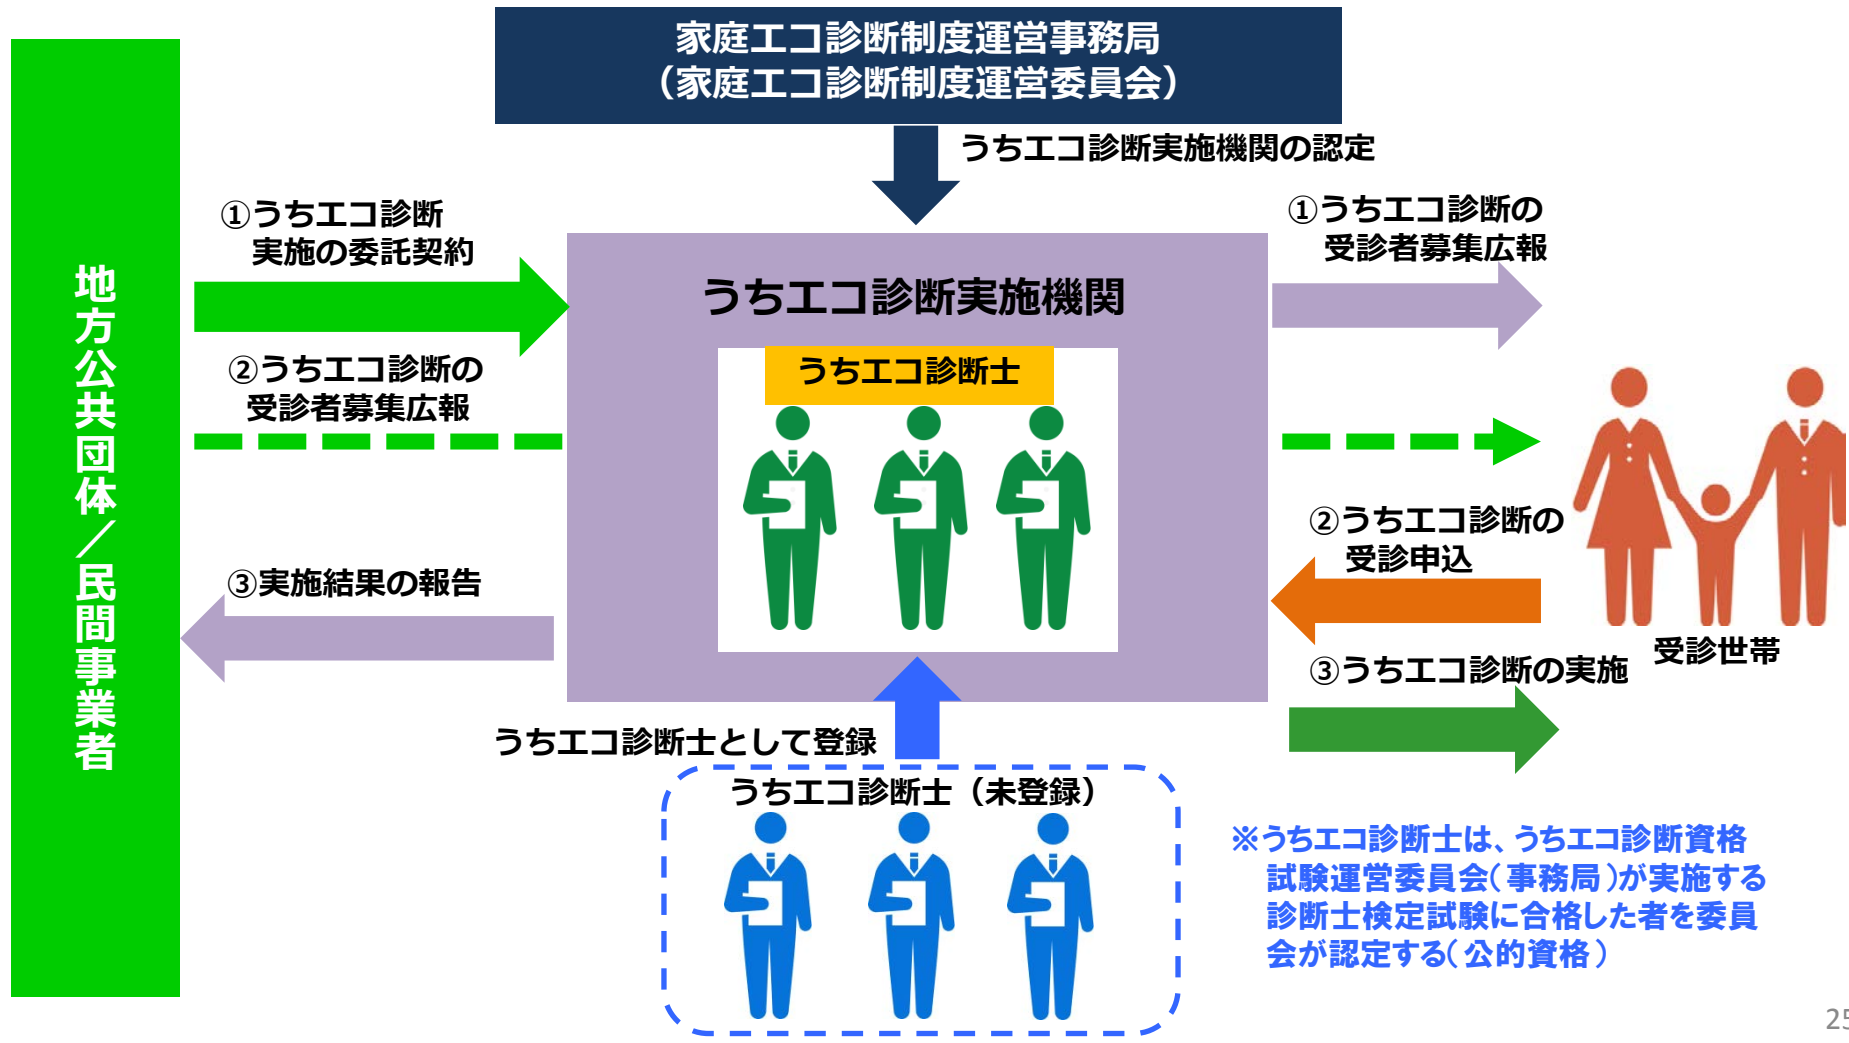 家庭エコ診断制度運営事務局
（家庭エコ診断制度運営委員会）
うちエコ診断実施機関の認定
地方公共団体／民間事業者
①うちエコ診断
実施の委託契約
②うちエコ診断の
受診者募集広報
③実施結果の報告
うちエコ診断実施機関
うちエコ診断士
①うちエコ診断の
受診者募集広報
②うちエコ診断の
受診申込
受診世帯
③うちエコ診断の実施
うちエコ診断士として登録
うちエコ診断士（未登録）
※うちエコ診断士は、うちエコ診断資格
試験運営委員会（事務局）が実施する
診断士検定試験に合格した者を委員
会が認定する（公的資格）
25